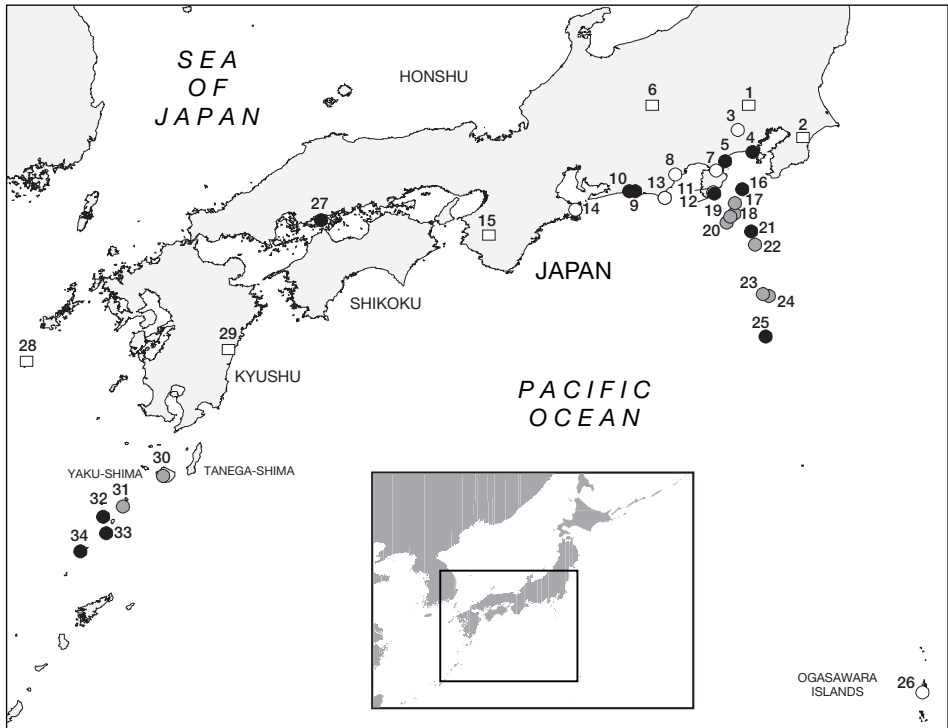 SEA
OF
JAPAN
HONSHU
6
1
3
2
5
4
8
7
10
9
13
11
12
16
17
14
19
18
27
20
21
15
22
JAPAN
SHIKOKU
23
24
25
29
28
KYUSHU
PACIFIC
OCEAN
30
YAKU-SHIMA
TANEGA-SHIMA
31
32
33
34
OGASAWARA
ISLANDS
26